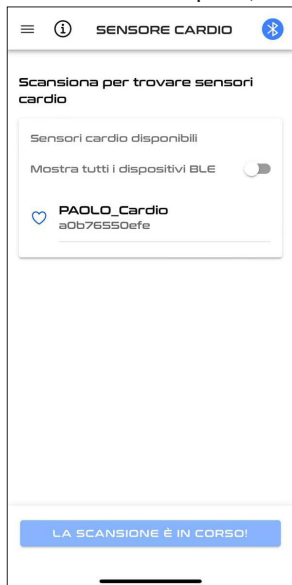 SENSORE CARDIO
Scansiona per trovare sensori
cardio
Sensori cardio disponibili
Mostra tutti i dispositivi BLE
PAOLO_Cardio
a0b76550efe
LA SCANSIONE È IN CORSO!